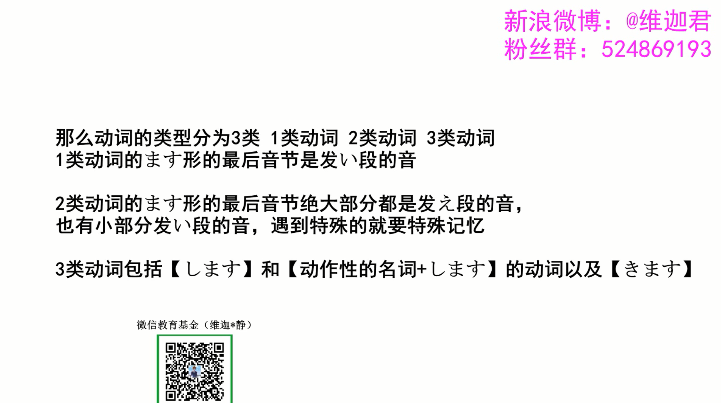 新浪微博：@维迦君
粉丝群：524869193
那么动词的类型分为3类 1类动词 2类动词 3类动词
1类动词的ます形的最后音节是发い段的音
2类动词的ます形的最后音节绝大部分都是发え段的音，
也有小部分发い段的音，遇到特殊的就要特殊记忆
3类动词包括【します】和【动作性的名词+します】的动词以及【きます】
微信教育基金（维迦*静）